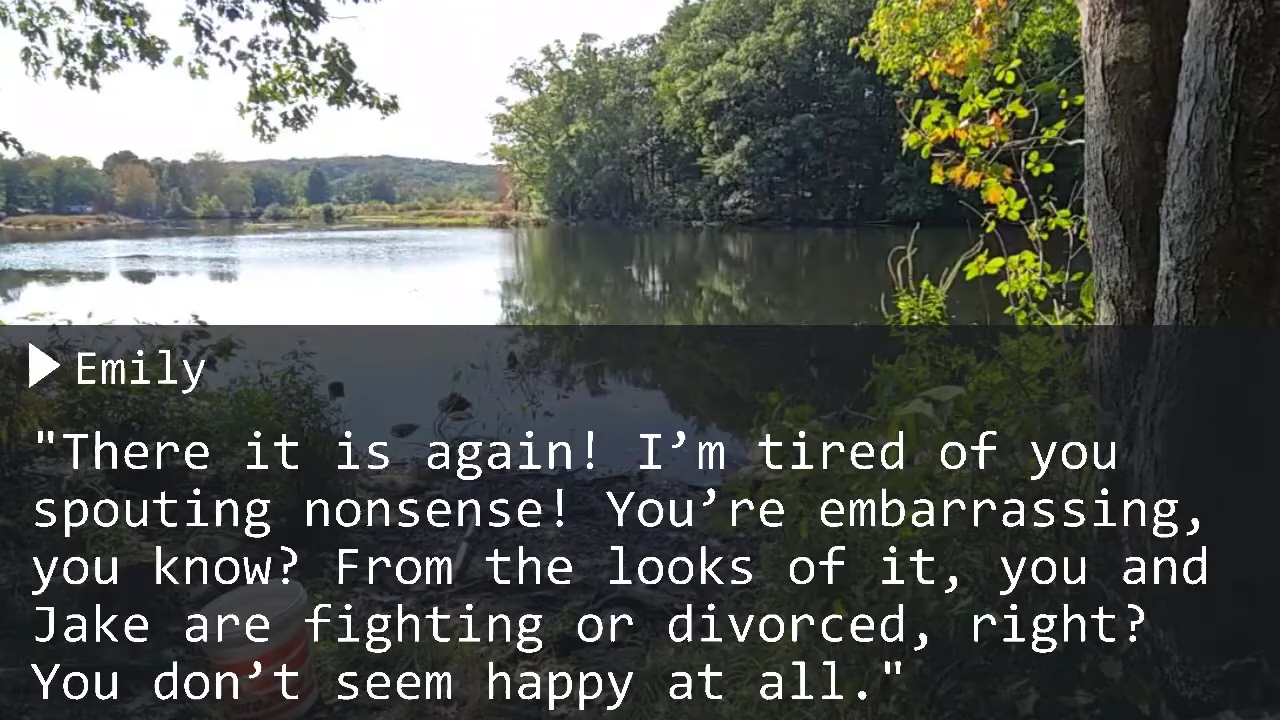 Emily
"There it is again! I’m tired of you
spouting nonsense! You’re embarrassing,
you know? From the looks of it, you and
Jake are fighting or divorced, right?
You don’t seem happy at all."